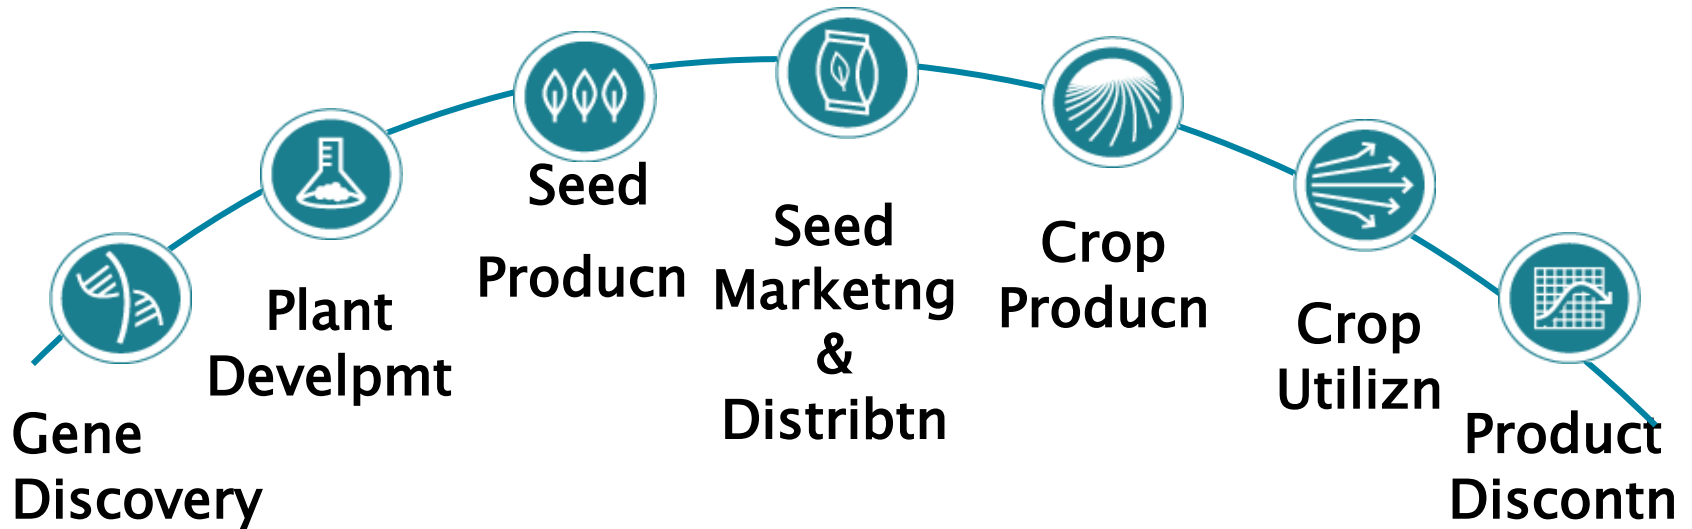 Gene
Discovery
Plant
Develpmt
Seed
Producn
Seed
Marketng
&
Distribtn
Crop
Producn
Crop
Utilizn
Product
Discontn